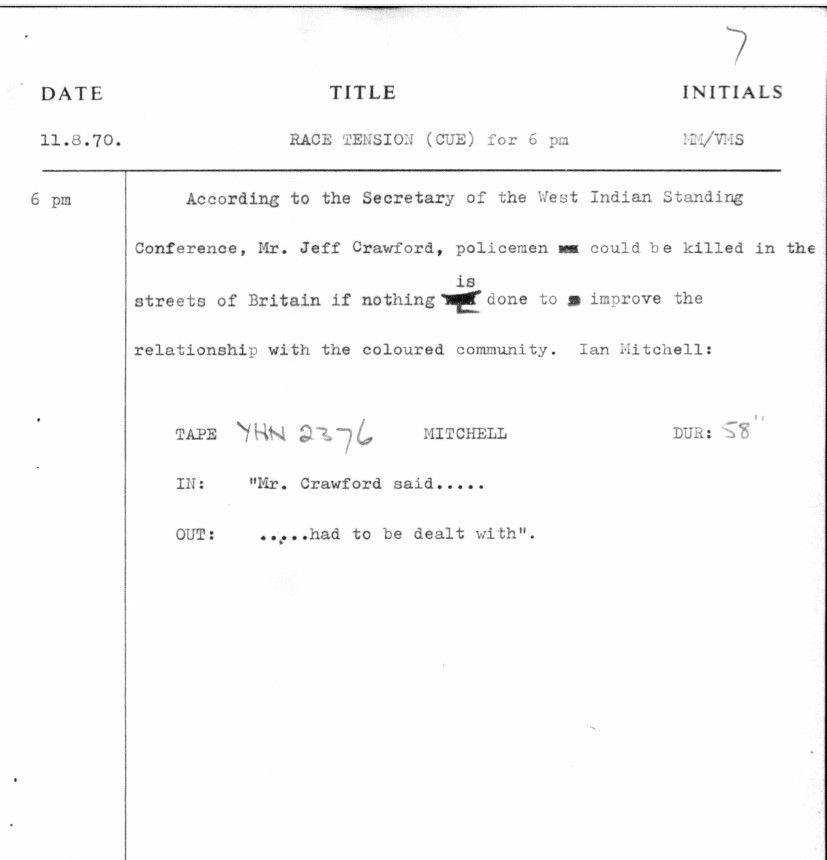 7
DATE TITLE INITIALS
11.8.70. RACE TENSION (CUE) for 6 pm MM/VMS
6 pm According to the Secretary of the West Indian Standing
Conference, Mr. Jeff Crawford, policemen could be killed in the
is
streets of Britain if nothing done to improve the
relationship with the coloured community. Ian Mitchell:
TAPE YHN 2376 MITCHELL DUR: 58"
IN: "Mr. Crawford said.....
OUT: .....had to be dealt with".